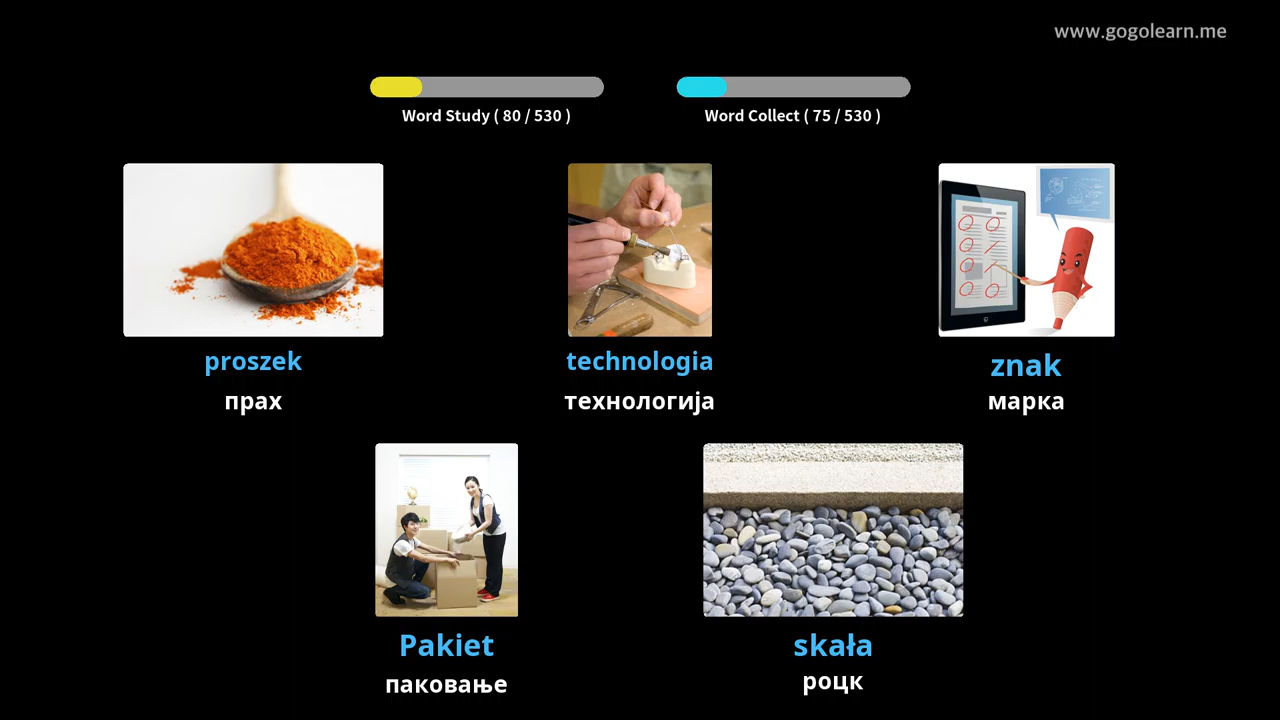 www.gogolearn.me
Word Study ( 80 / 530 )
Word Collect ( 75 / 530 )
proszek
прах
technologia
технологија
znak
марка
Pakiet
паковање
skała
роцк